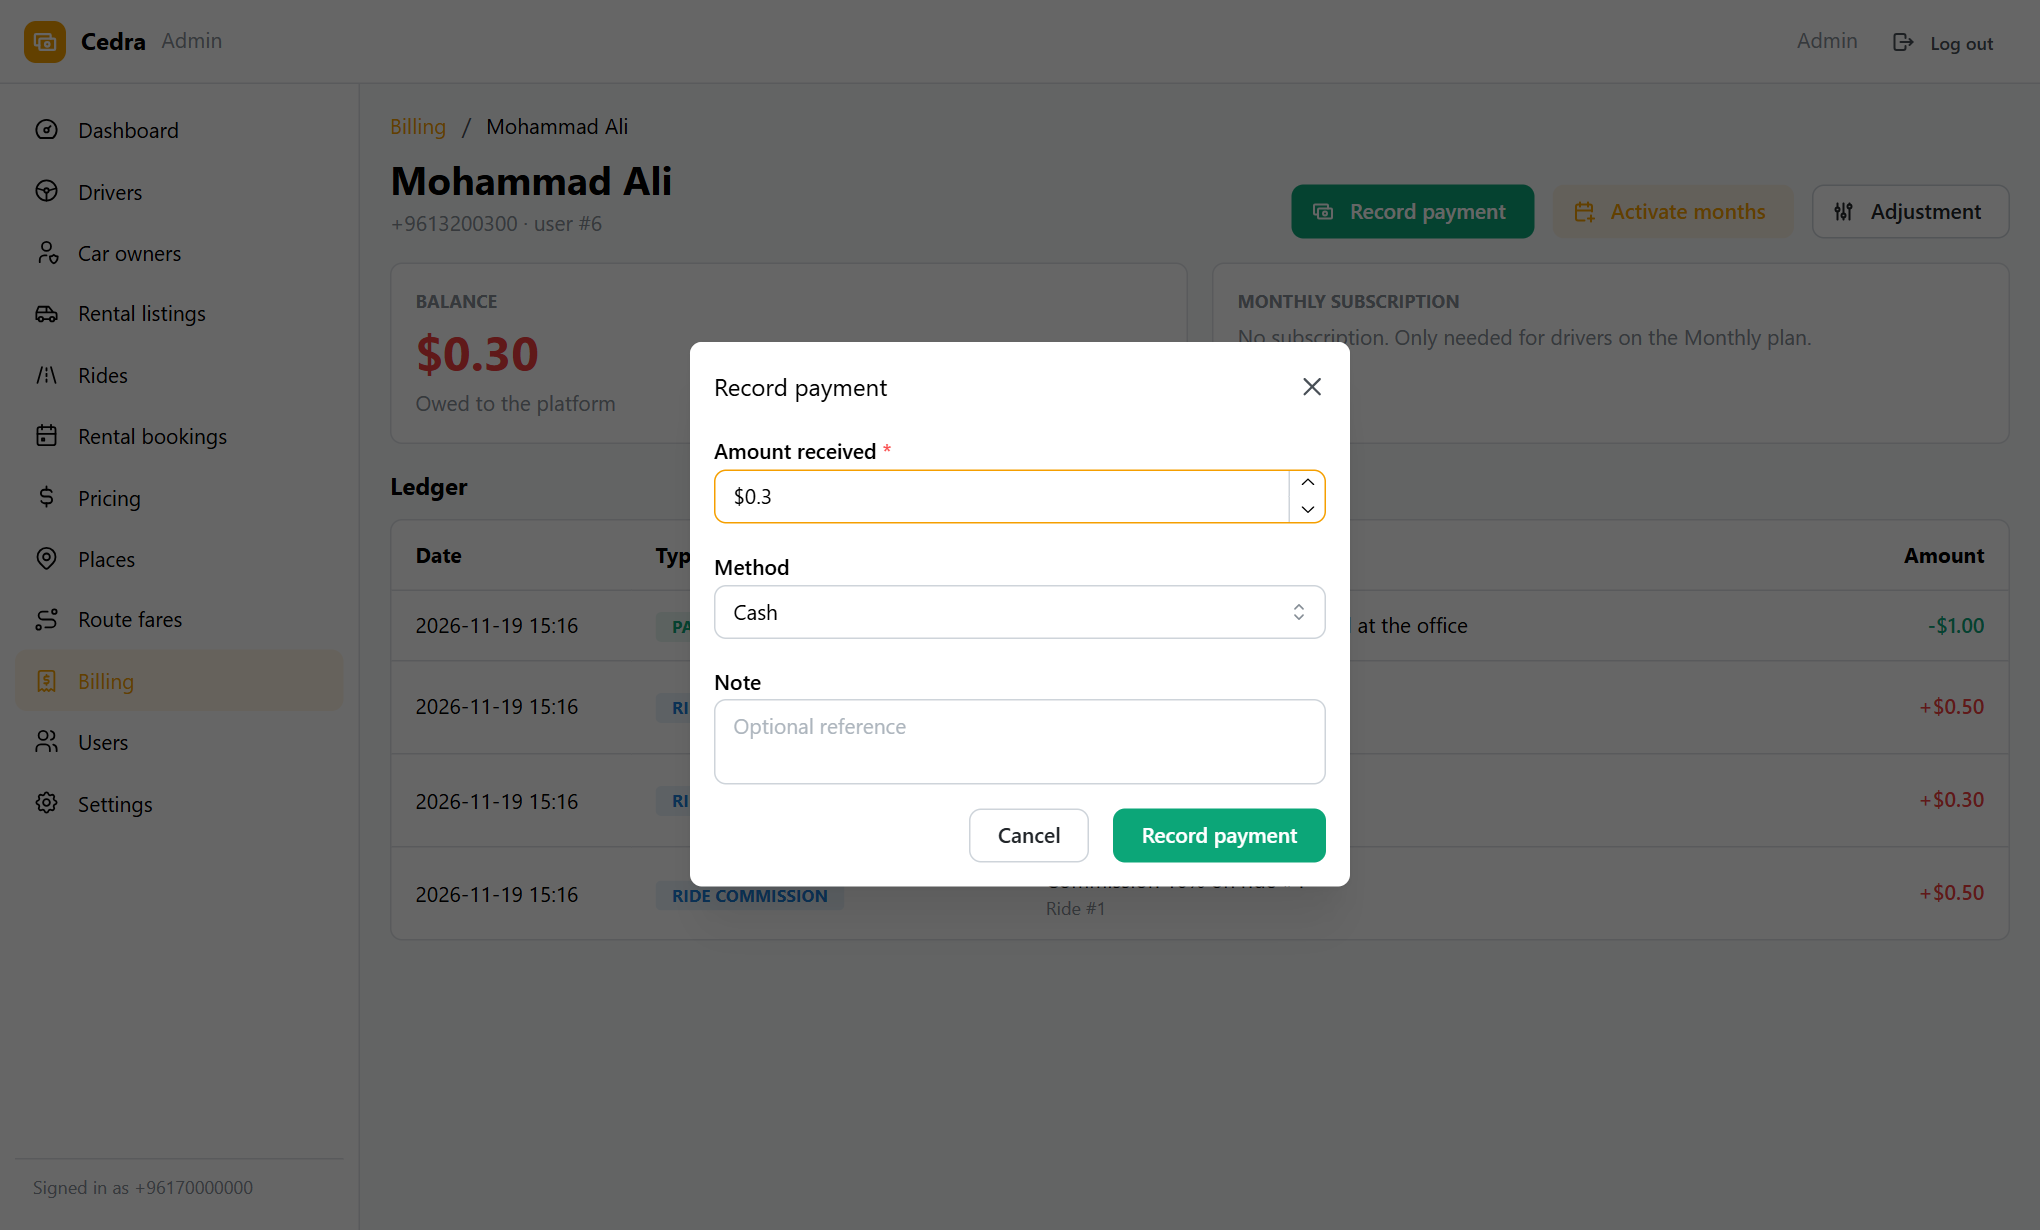 Cedra Admin
Admin Log out
Dashboard
Drivers
Car owners
Rental listings
Rides
Rental bookings
Pricing
Places
Route fares
Billing
Users
Settings
Signed in as +96170000000
Billing / Mohammad Ali
Mohammad Ali
+9613200300 · user #6
Record payment
Activate months
Adjustment
BALANCE
$0.30
Owed to the platform
MONTHLY SUBSCRIPTION
No subscription. Only needed for drivers on the Monthly plan.
Ledger
Date Typ Amount
2026-11-19 15:16 PA at the office -$1.00
2026-11-19 15:16 RI +$0.50
2026-11-19 15:16 RI +$0.30
2026-11-19 15:16 RIDE COMMISSION +$0.50
Ride #1
Record payment
Amount received *
$0.3
Method
Cash
Note
Optional reference
Cancel
Record payment